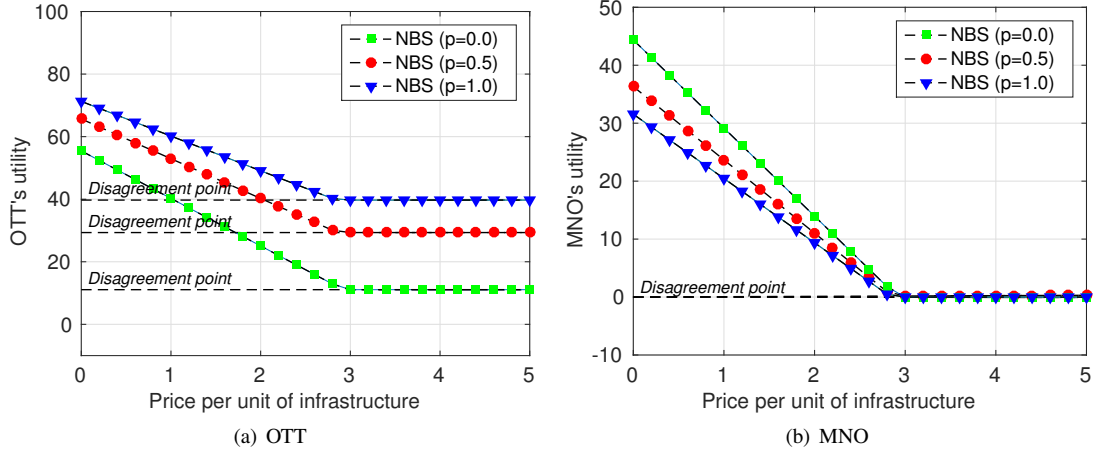 100
80
60
40
20
0
OTT's utility
NBS (p=0.0)
NBS (p=0.5)
NBS (p=1.0)
Disagreement point
Disagreement point
Disagreement point
0 1 2 3 4 5
Price per unit of infrastructure
(a) OTT
50
40
30
20
10
0
-10
MNO's utility
NBS (p=0.0)
NBS (p=0.5)
NBS (p=1.0)
Disagreement point
0 1 2 3 4 5
Price per unit of infrastructure
(b) MNO